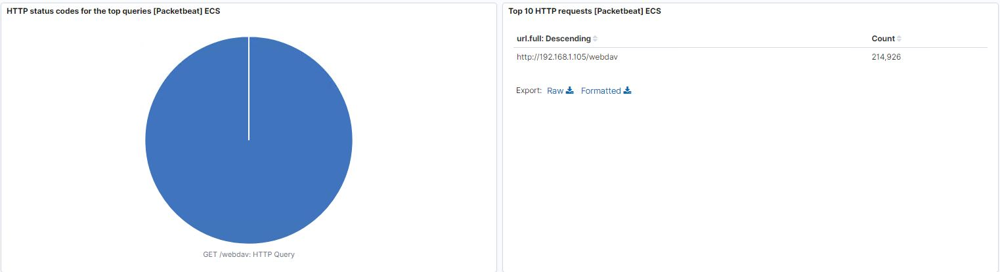 HTTP status codes for the top queries [Packetbeat] ECS
GET /webdav: HTTP Query
Top 10 HTTP requests [Packetbeat] ECS
url.full: Descending Count
http://192.168.1.105/webdav 214,926
Export: Raw Formatted